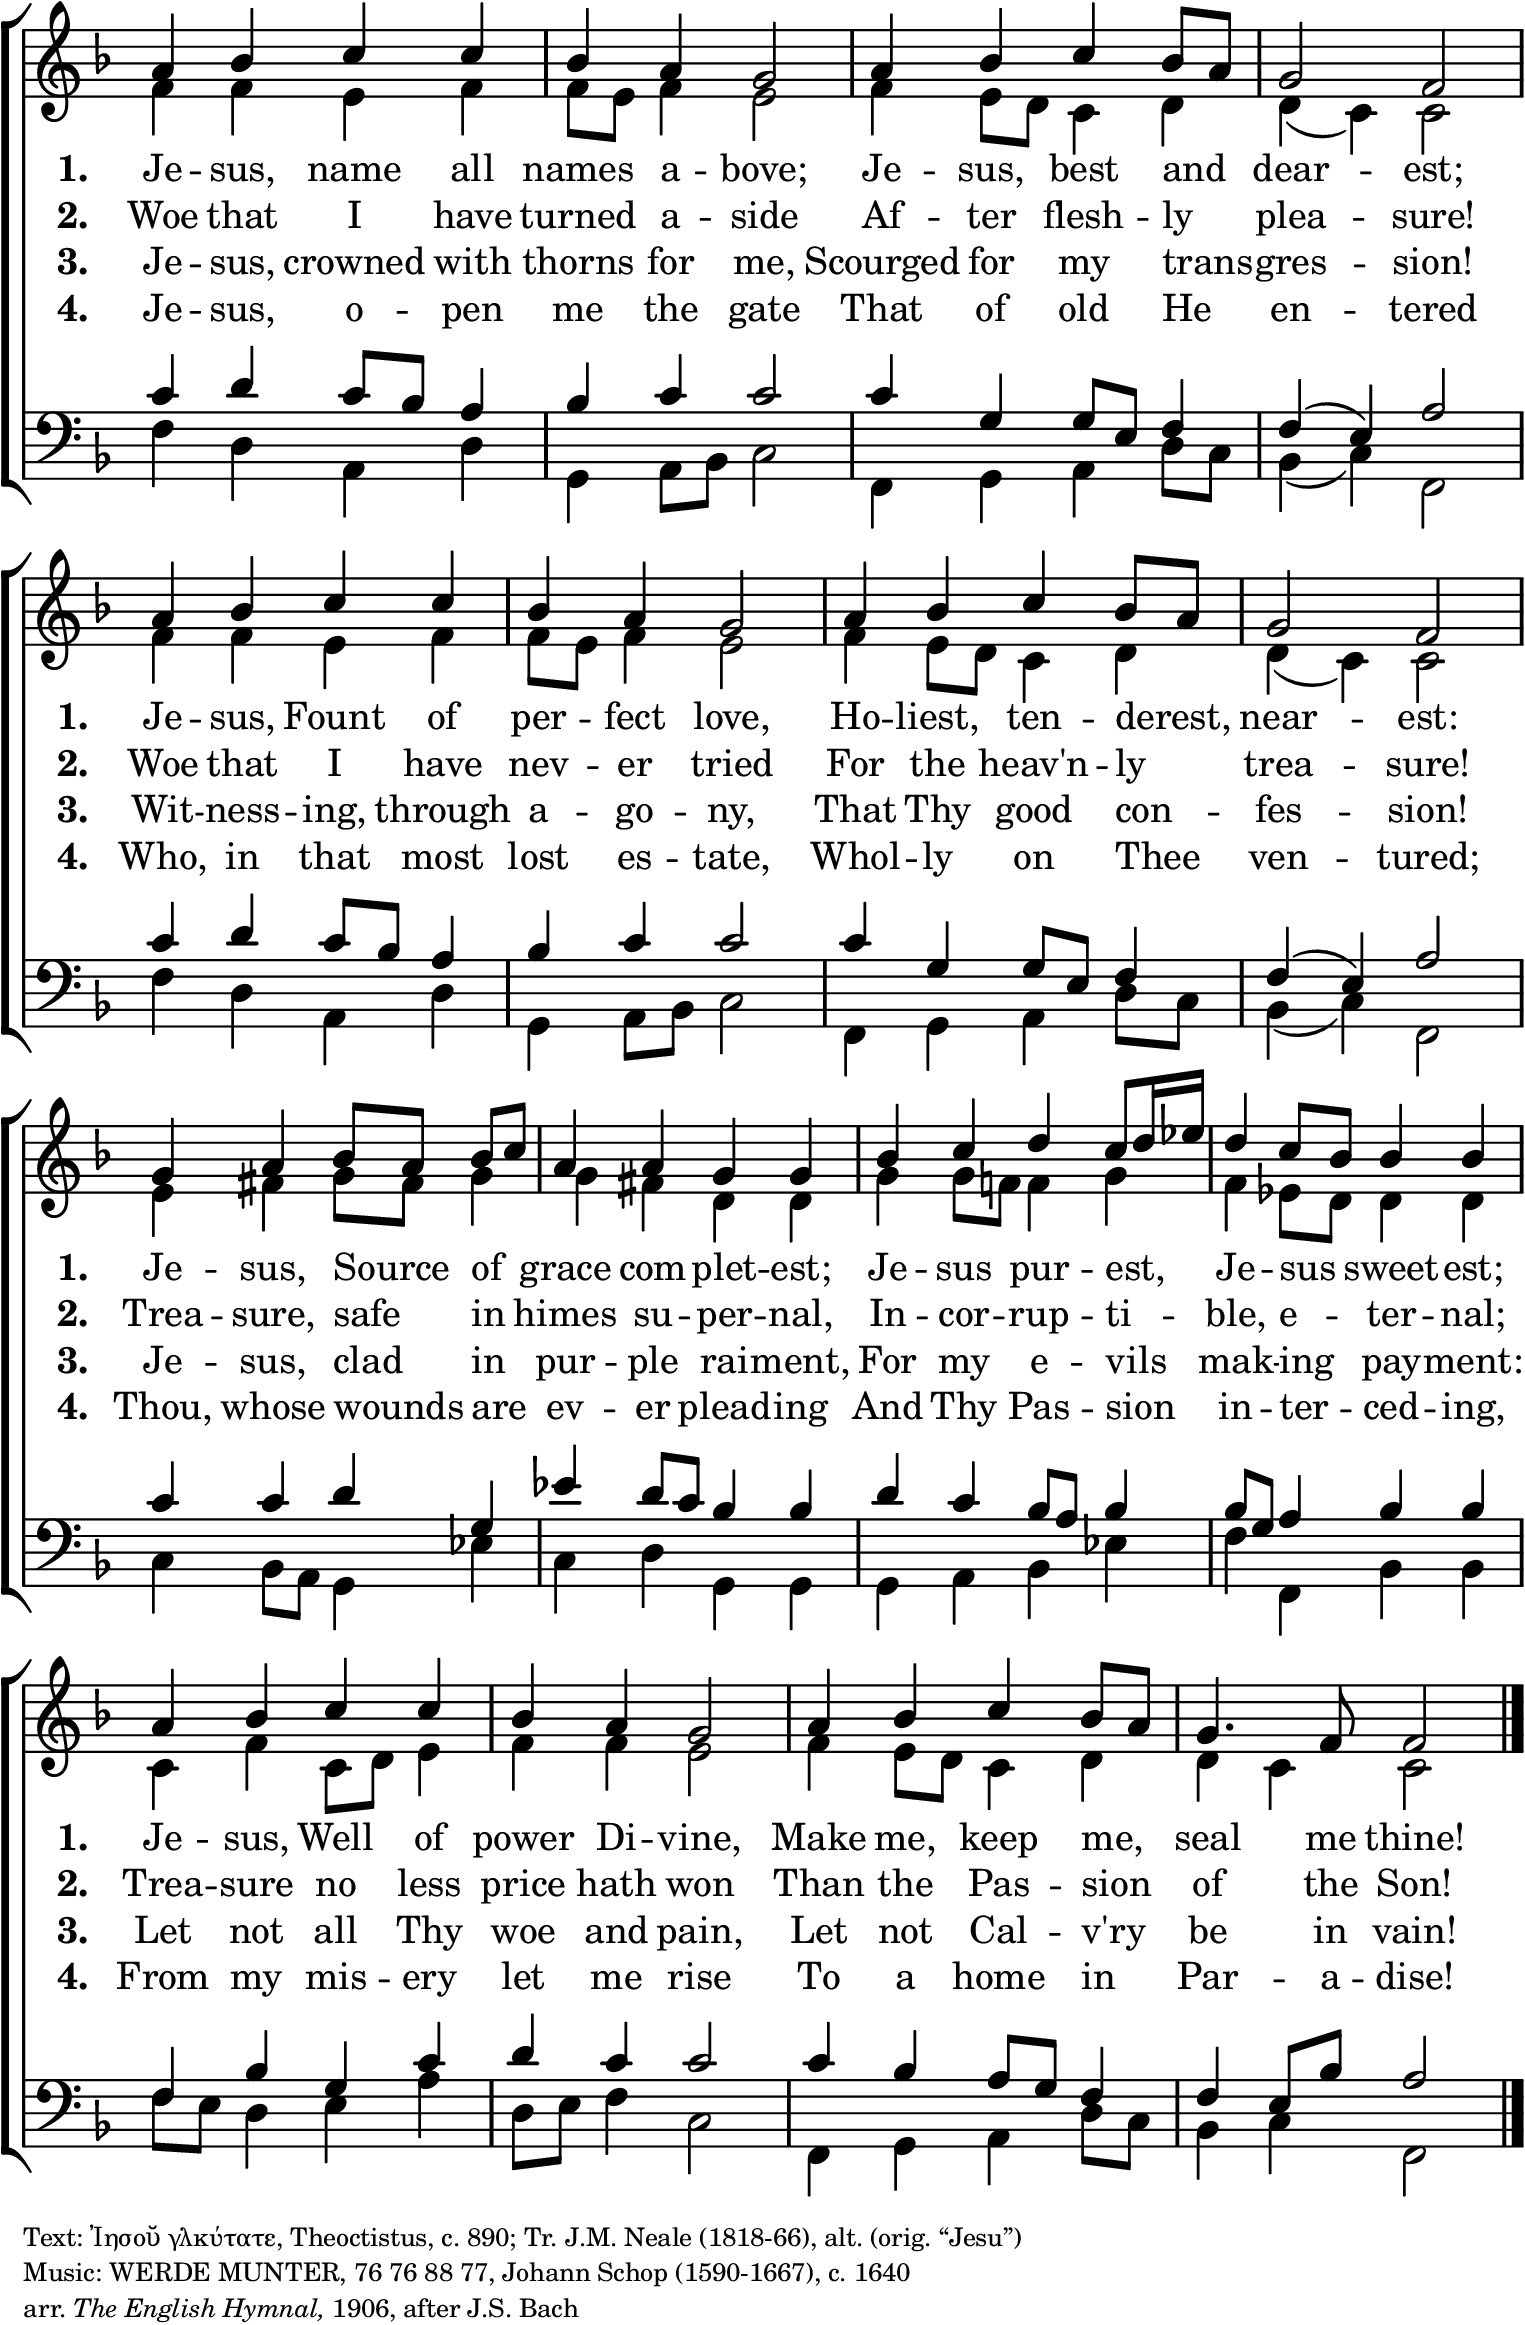 1. Je -- sus, name all names a -- bove; Je -- sus, best and dear -- est;
2. Woe that I have turned a -- side Af -- ter flesh -- ly plea -- sure!
3. Je -- sus, crowned with thorns for me, Scourged for my trans -- gres -- sion!
4. Je -- sus, o -- pen me the gate That of old He en -- tered
1. Je -- sus, Fount of per -- fect love, Ho -- liest, ten -- derest, near -- est:
2. Woe that I have nev -- er tried For the heav'n -- ly trea -- sure!
3. Wit -- ness -- ing, through a -- go -- ny, That Thy good con -- fes -- sion!
4. Who, in that most lost es -- tate, Whol -- ly on Thee ven -- tured;
1. Je -- sus, Source of grace com -- plet -- est; Je -- sus pur -- est, Je -- sus sweet -- est;
2. Trea -- sure, safe in himes su -- per -- nal, In -- cor -- rup -- ti -- ble, e -- ter -- nal;
3. Je -- sus, clad in pur -- ple rai -- ment, For my e -- vils mak -- ing pay -- ment:
4. Thou, whose wounds are ev -- er plead -- ing And Thy Pas -- sion in -- ter -- ced -- ing,
1. Je -- sus, Well of power Di -- vine, Make me, keep me, seal me thine!
2. Trea -- sure no less price hath won Than the Pas -- sion of the Son!
3. Let not all Thy woe and pain, Let not Cal -- v'ry be in vain!
4. From my mis -- ery let me rise To a home in Par -- a -- dise!
Text: Ἰησοῦ γλκύτατε, Theoctistus, c. 890; Tr. J.M. Neale (1818-66), alt. (orig. “Jesu”)
Music: WERDE MUNTER, 76 76 88 77, Johann Schop (1590-1667), c. 1640
arr. The English Hymnal, 1906, after J.S. Bach